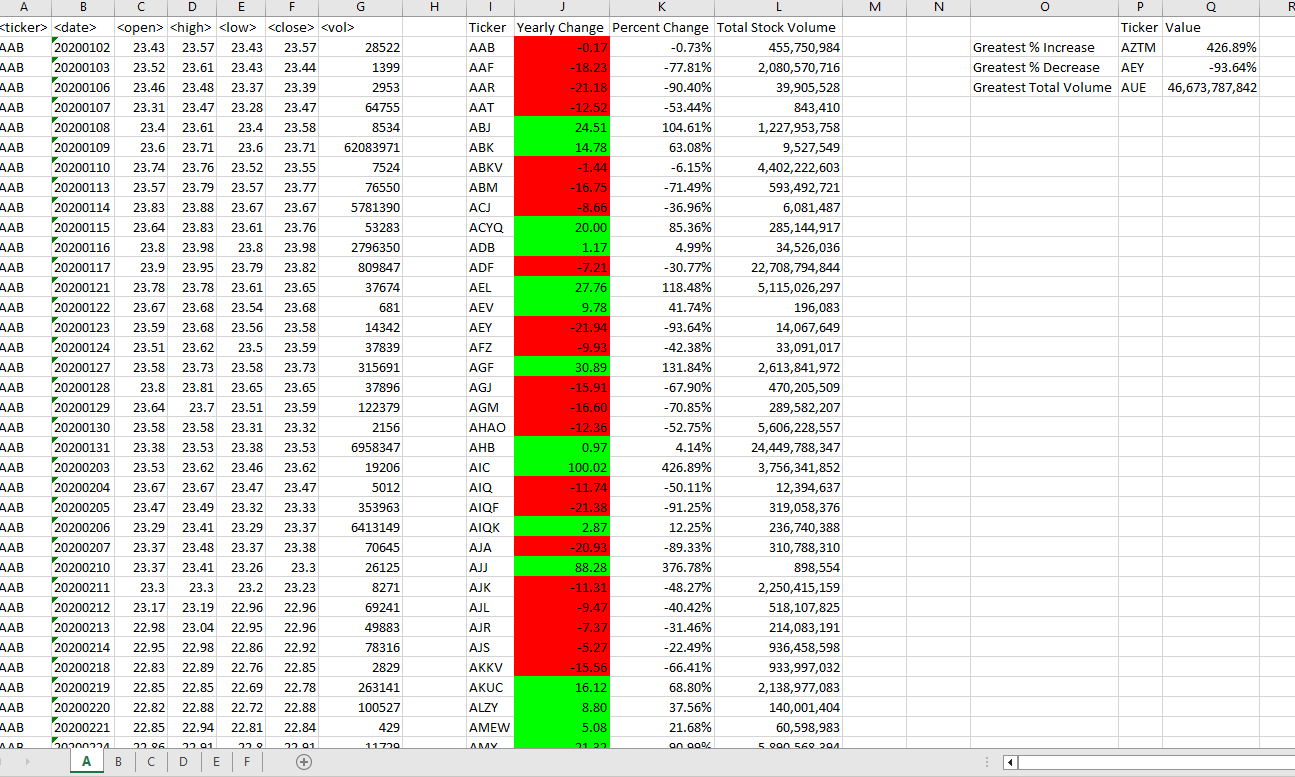 A B C D E F G H I J K L M N O P Q R
<ticker> <date> <open> <high> <low> <close> <vol> Ticker Yearly Change Percent Change Total Stock Volume Ticker Value
AAB 20200102 23.43 23.57 23.43 23.57 28522 AAB -0.17 -0.73% 455,750,984 Greatest % Increase AZTM 426.89%
AAB 20200103 23.52 23.61 23.43 23.44 1399 AAF -18.23 -77.81% 2,080,570,716 Greatest % Decrease AEY -93.64%
AAB 20200106 23.46 23.48 23.37 23.39 2953 AAR -21.18 -90.40% 39,905,528 Greatest Total Volume AUE 46,673,787,842
AAB 20200107 23.31 23.47 23.28 23.47 64755 AAT -12.52 -53.44% 843,410
AAB 20200108 23.4 23.61 23.4 23.58 8534 ABJ 24.51 104.61% 1,227,953,758
AAB 20200109 23.6 23.71 23.6 23.71 62083971 ABK 14.78 63.08% 9,527,549
AAB 20200110 23.74 23.76 23.52 23.55 7524 ABKV -1.44 -6.15% 4,402,222,603
AAB 20200113 23.57 23.79 23.57 23.77 76550 ABM -16.75 -71.49% 593,492,721
AAB 20200114 23.83 23.88 23.67 23.67 5781390 ACJ -8.66 -36.96% 6,081,487
AAB 20200115 23.64 23.83 23.61 23.76 53283 ACYQ 20.00 85.36% 285,144,917
AAB 20200116 23.8 23.98 23.8 23.98 2796350 ADB 1.17 4.99% 34,526,036
AAB 20200117 23.9 23.95 23.79 23.82 809847 ADF -7.21 -30.77% 22,708,794,844
AAB 20200121 23.78 23.78 23.61 23.65 37674 AEL 27.76 118.48% 5,115,026,297
AAB 20200122 23.67 23.68 23.54 23.68 681 AEV 9.78 41.74% 196,083
AAB 20200123 23.59 23.68 23.56 23.58 14342 AEY -21.94 -93.64% 14,067,649
AAB 20200124 23.51 23.62 23.5 23.59 37839 AFZ -9.93 -42.38% 33,091,017
AAB 20200127 23.58 23.73 23.58 23.73 315691 AGF 30.89 131.84% 2,613,841,972
AAB 20200128 23.8 23.81 23.65 23.65 37896 AGJ -15.91 -67.90% 470,205,509
AAB 20200129 23.64 23.7 23.51 23.59 122379 AGM -16.60 -70.85% 289,582,207
AAB 20200130 23.58 23.58 23.31 23.32 2156 AHAO -12.36 -52.75% 5,606,228,557
AAB 20200131 23.38 23.53 23.38 23.53 6958347 AHB 0.97 4.14% 24,449,788,347
AAB 20200203 23.53 23.62 23.46 23.62 19206 AIC 100.02 426.89% 3,756,341,852
AAB 20200204 23.67 23.67 23.47 23.47 5012 AIQ -11.74 -50.11% 12,394,637
AAB 20200205 23.47 23.49 23.32 23.33 353963 AIQF -21.38 -91.25% 319,058,376
AAB 20200206 23.29 23.41 23.29 23.37 6413149 AIQK 2.87 12.25% 236,740,388
AAB 20200207 23.37 23.48 23.37 23.38 70645 AJA -20.93 -89.33% 310,788,310
AAB 20200210 23.37 23.41 23.26 23.3 26125 AJJ 88.28 376.78% 898,554
AAB 20200211 23.3 23.3 23.2 23.23 8271 AJK -11.31 -48.27% 2,250,415,159
AAB 20200212 23.17 23.19 22.96 22.96 69241 AJL -9.47 -40.42% 518,107,825
AAB 20200213 22.98 23.04 22.95 22.96 49883 AJR -7.37 -31.46% 214,083,191
AAB 20200214 22.95 22.98 22.86 22.92 78316 AJS -5.27 -22.49% 936,458,598
AAB 20200218 22.83 22.89 22.76 22.85 2829 AKKV -15.56 -66.41% 933,997,032
AAB 20200219 22.85 22.85 22.69 22.78 263141 AKUC 16.12 68.80% 2,138,977,083
AAB 20200220 22.82 22.88 22.72 22.88 100527 ALZY 8.80 37.56% 140,001,404
AAB 20200221 22.85 22.94 22.81 22.84 429 AMEW 5.08 21.68% 60,598,983
AAB 20200224 22.86 22.91 22.8 22.91 11729 AMX 21.32 90.99% 5,890,568,394
A B C D E F